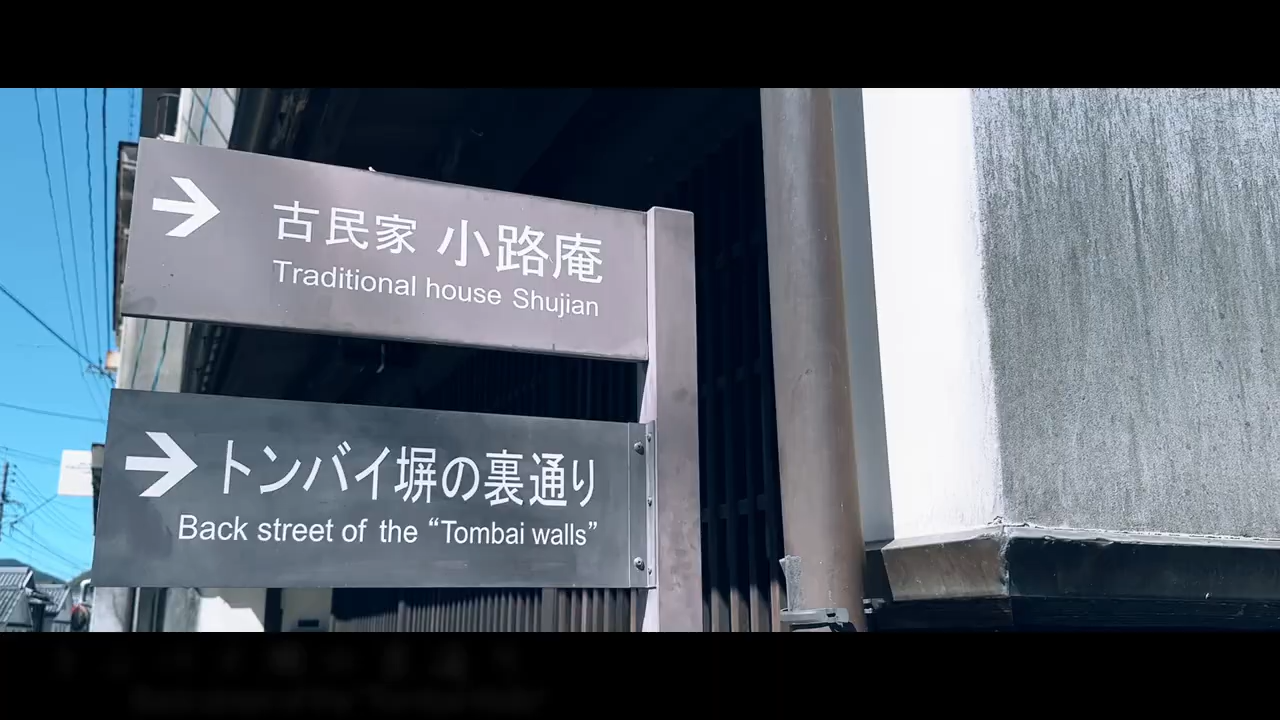 古民家 小路庵
Traditional house Shujian
トンバイ塀の裏通り
Back street of the “Tombai walls”